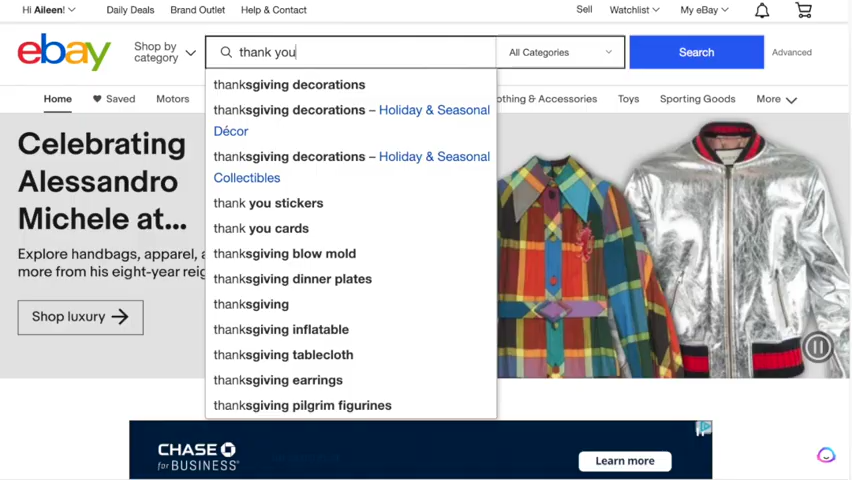 Hi Aileen!
Daily Deals
Brand Outlet
Help & Contact
Sell
Watchlist
My eBay
ebay
Shop by
category
thank you
All Categories
Search
Advanced
Home
Saved
Motors
othing & Accessories
Toys
Sporting Goods
More
thanksgiving decorations
thanksgiving decorations – Holiday & Seasonal
Décor
thanksgiving decorations – Holiday & Seasonal
Collectibles
thank you stickers
thank you cards
thanksgiving blow mold
thanksgiving dinner plates
thanksgiving
thanksgiving inflatable
thanksgiving tablecloth
thanksgiving earrings
thanksgiving pilgrim figurines
Celebrating
Alessandro
Michele at...
Explore handbags, apparel, a
more from his eight-year reig
Shop luxury
CHASE
for BUSINESS®
Learn more